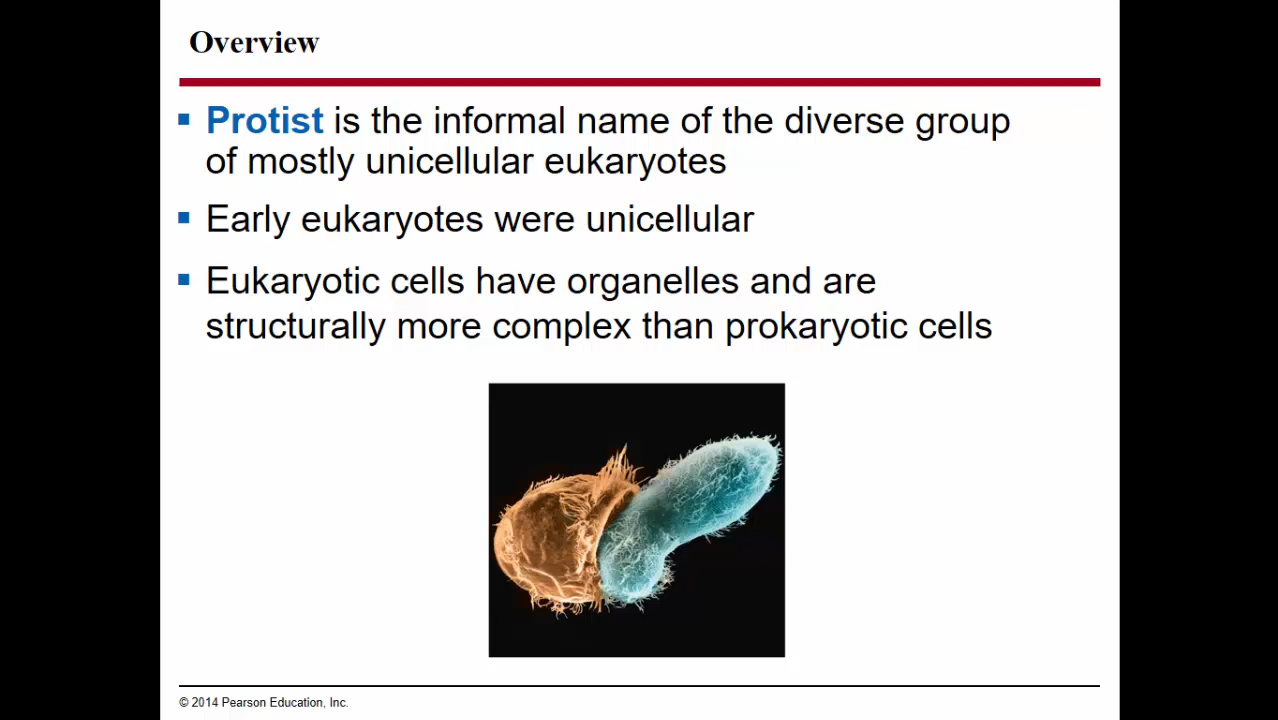 Overview
▪ Protist is the informal name of the diverse group
of mostly unicellular eukaryotes
▪ Early eukaryotes were unicellular
▪ Eukaryotic cells have organelles and are
structurally more complex than prokaryotic cells
© 2014 Pearson Education, Inc.